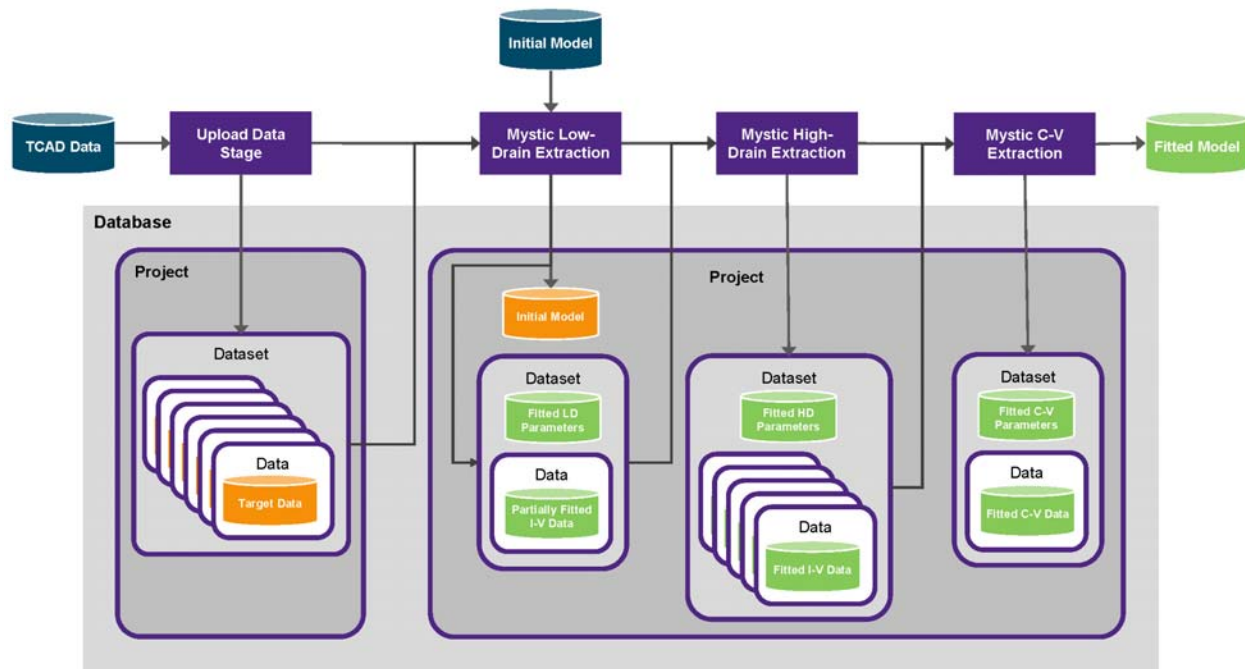 Initial Model
TCAD Data
Upload Data
Stage
Mystic Low-
Drain Extraction
Mystic High-
Drain Extraction
Mystic C-V
Extraction
Fitted Model
Database
Project
Dataset
Data
Target Data
Project
Initial Model
Dataset
Fitted LD
Parameters
Data
Partially Fitted
I-V Data
Dataset
Fitted HD
Parameters
Data
Fitted I-V Data
Dataset
Fitted C-V
Parameters
Data
Fitted C-V Data